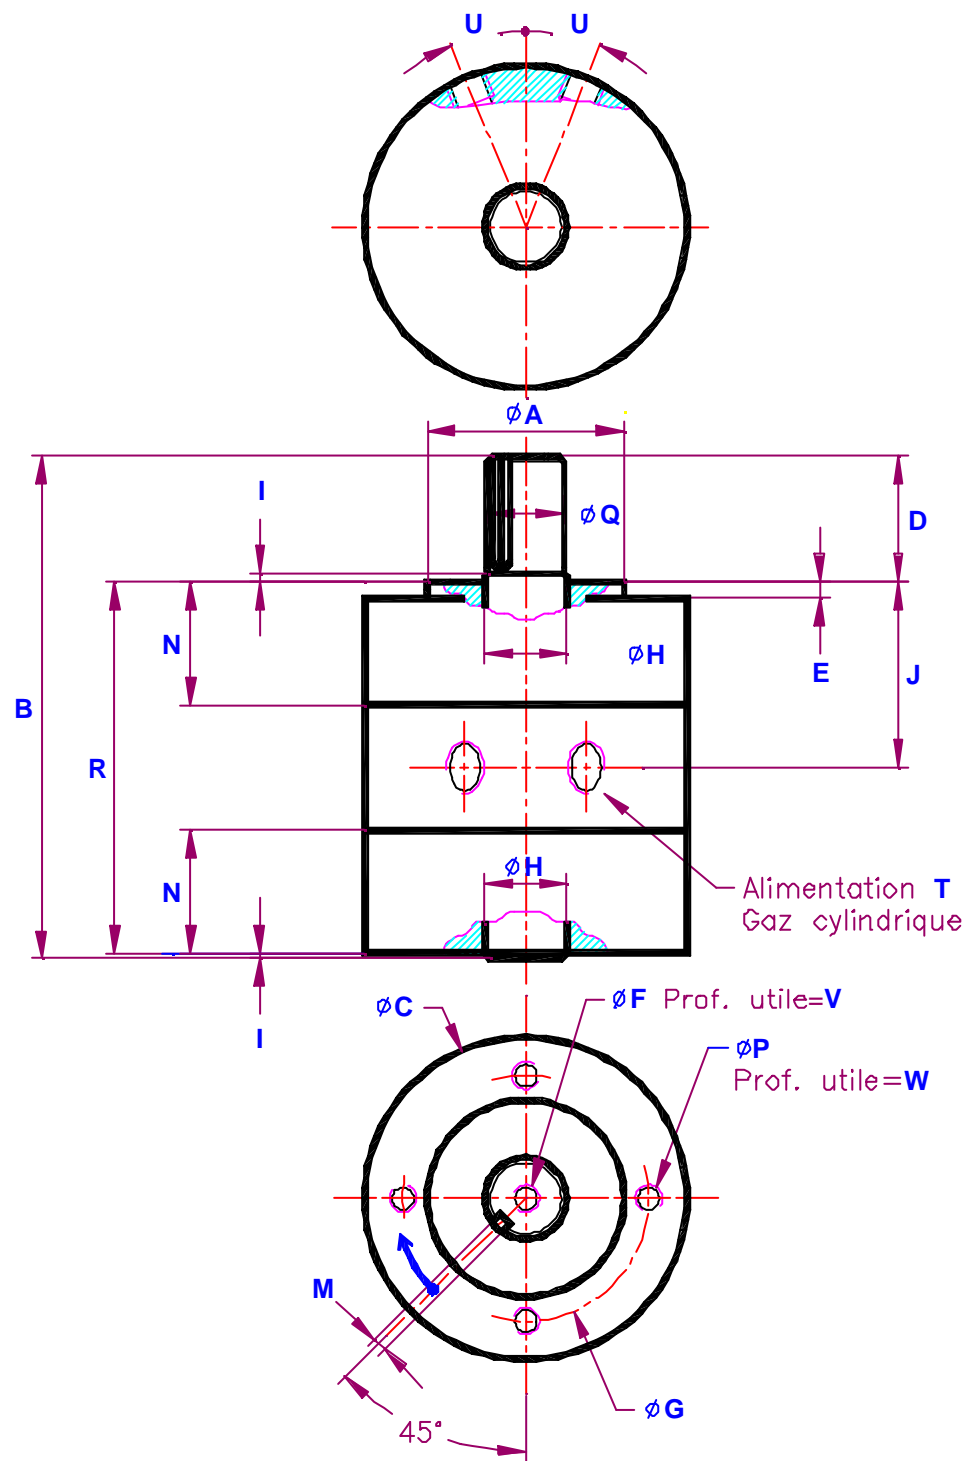 U U
øA
I
øQ
D
N
øH
E
J
B
R
øH
N
Alimentation T
Gaz cylindrique
I
øC
øF Prof. utile=V
øP
Prof. utile=W
M
øG
45°